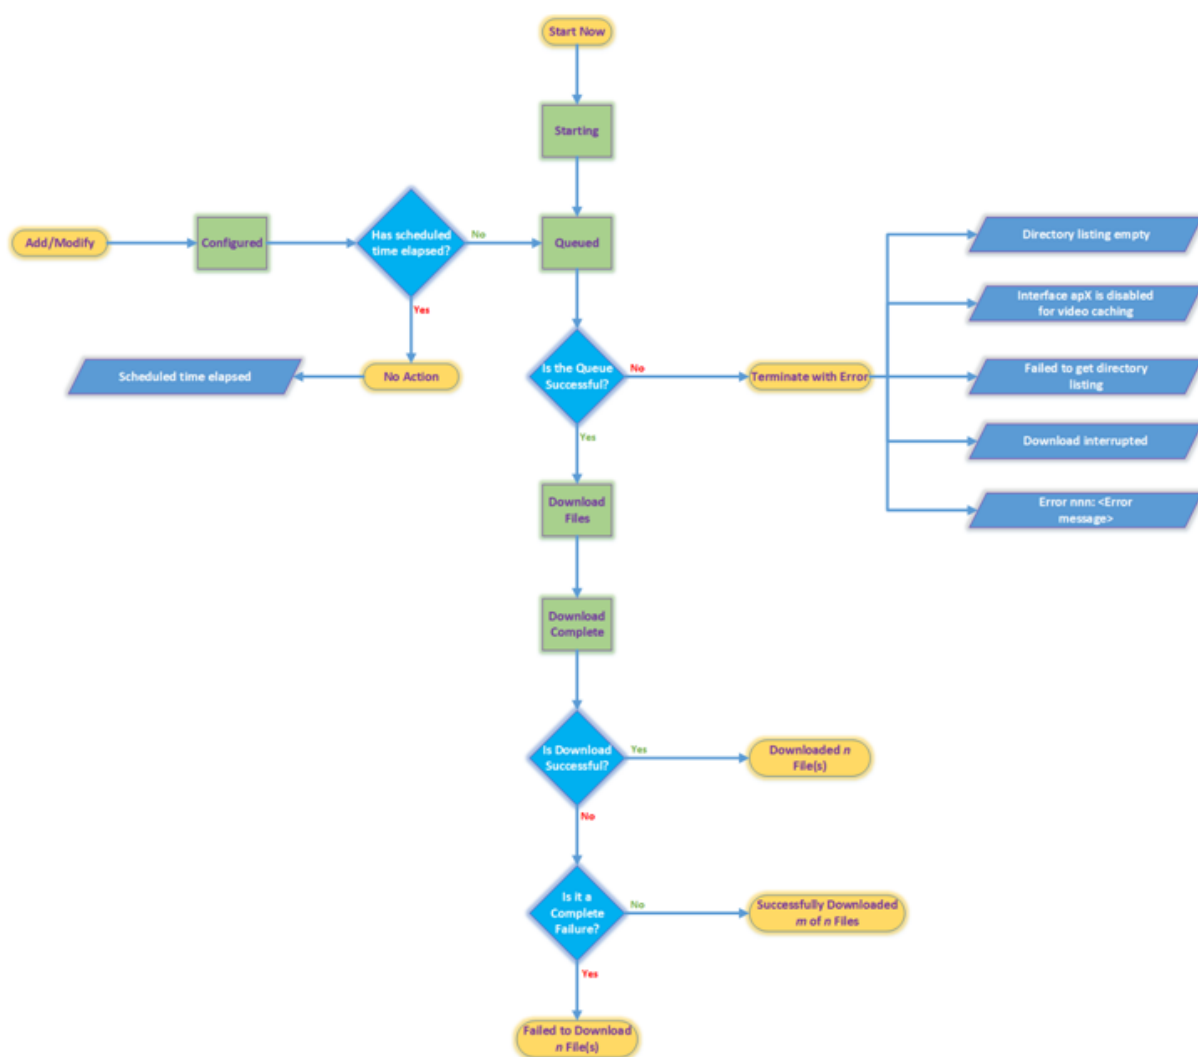 Start Now
Starting
Add/Modify
Configured
Has scheduled
time elapsed?
No
Queued
Yes
No Action
Scheduled time elapsed
Is the Queue
Successful?
No
Terminate with Error
Directory listing empty
Interface apX is disabled
for video caching
Failed to get directory
listing
Download interrupted
Error nnn: <Error
message>
Yes
Download
Files
Download
Complete
Is Download
Successful?
Yes
Downloaded n
File(s)
No
Is it a
Complete
Failure?
No
Successfully Downloaded
m of n Files
Yes
Failed to Download
n File(s)